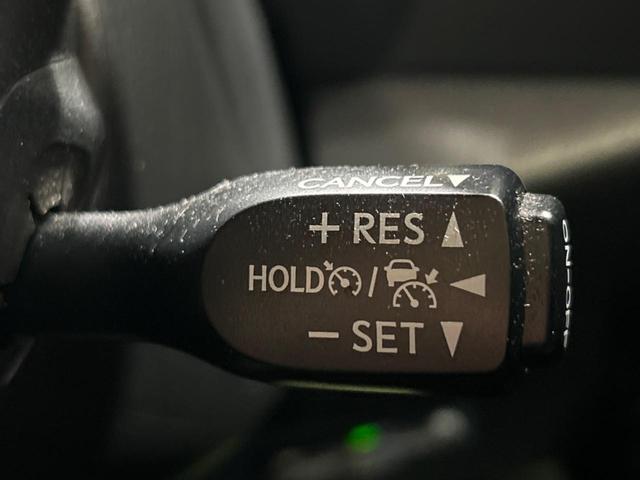 CANCEL▼
+ RES ▲
HOLD / ◀
− SET ▼
ON·OFF